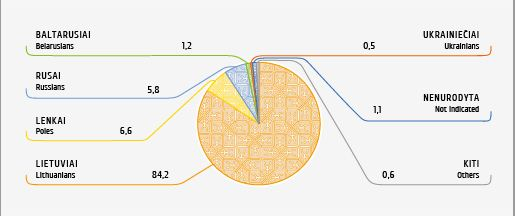 BALTARUSIAI
Belarusians
1,2
RUSAI
Russians
5,8
LENKAI
Poles
6,6
LIETUVIAI
Lithuanians
84,2
UKRAINIEČIAI
Ukrainians
0,5
NENURODYTA
Not indicated
1,1
KITI
Others
0,6